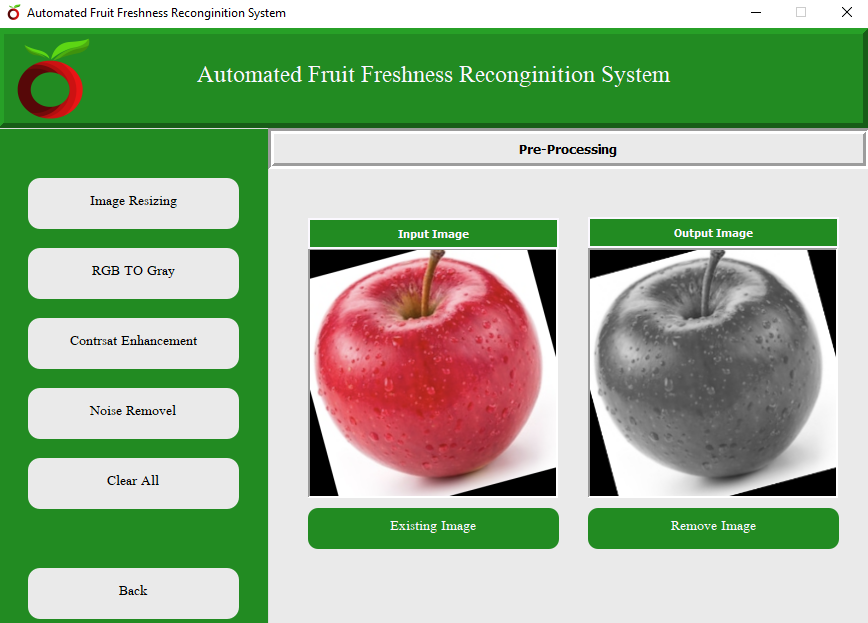 Automated Fruit Freshness Reconginition System
Automated Fruit Freshness Reconginition System
Pre-Processing
Image Resizing
RGB TO Gray
Contrsat Enhancement
Noise Removel
Clear All
Back
Input Image
Output Image
Existing Image
Remove Image